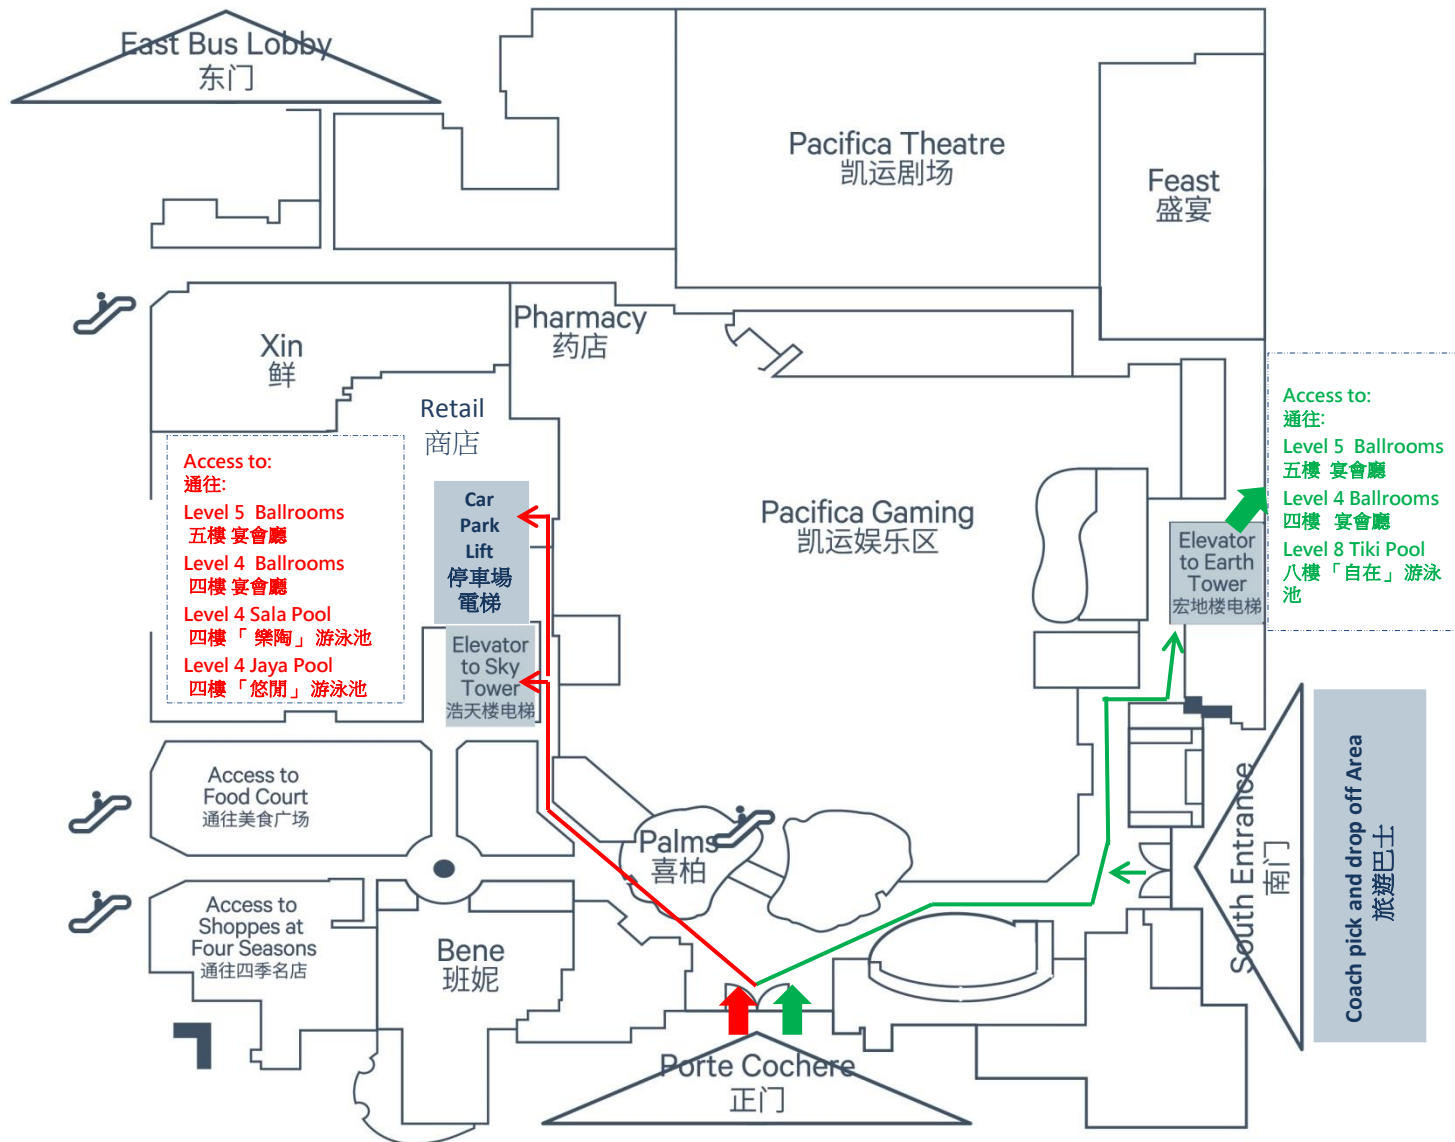 East Bus Lobby
东门
Pacifica Theatre
凯运剧场
Feast
盛宴
Xin
鲜
Pharmacy
药店
Retail
商店
Access to:
通往:
Level 5  Ballrooms
五樓 宴會廳
Level 4  Ballrooms
四樓 宴會廳
Level 4 Sala Pool
四樓「 樂陶」游泳池
Level 4 Jaya Pool
四樓「悠閒」游泳池
Car
Park
Lift
停車場
電梯
Elevator
to Sky
Tower
浩天楼电梯
Pacifica Gaming
凯运娱乐区
Elevator
to Earth
Tower
宏地楼电梯
Access to:
通往:
Level 5  Ballrooms
五樓 宴會廳
Level 4 Ballrooms
四樓  宴會廳
Level 8 Tiki Pool
八樓「自在」游泳
池
Access to
Food Court
通往美食广场
Palms
喜柏
South Entrance
南门
Coach pick and drop off Area
旅遊巴士
Access to
Shoppes at
Four Seasons
通往四季名店
Bene
班妮
Porte Cochere
正门